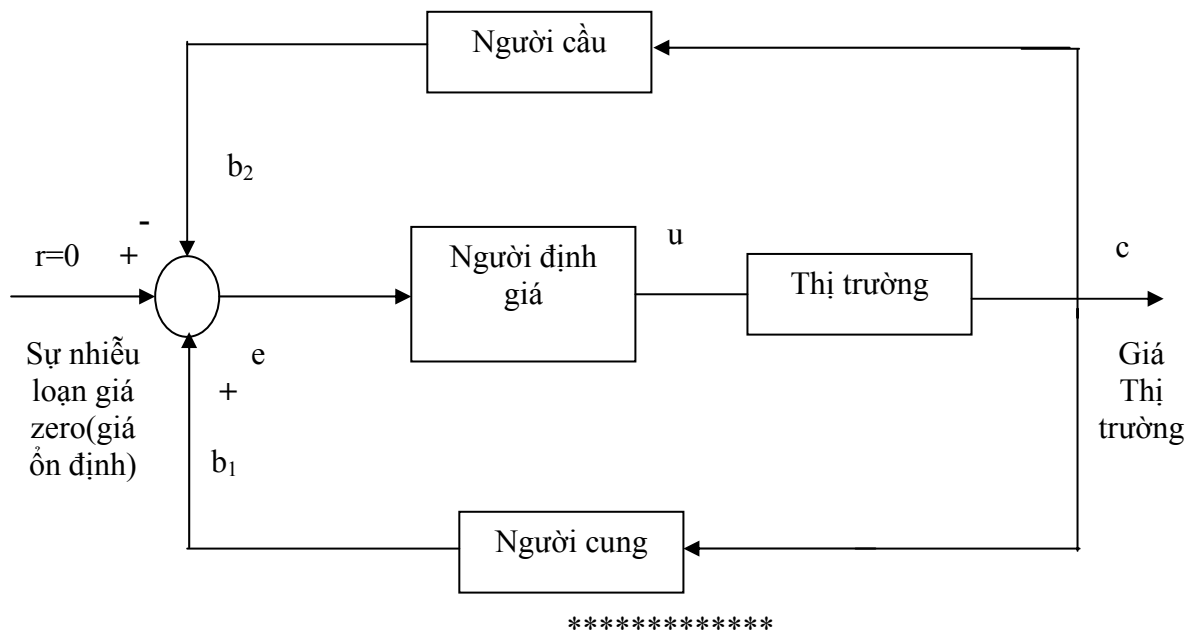 Người cầu
b₂
-
r=0 +
Người định
giá
u
Thị trường
c
Sự nhiễu
loạn giá
zero(giá
ổn định)
e
+
b₁
Giá
Thị
trường
Người cung
*************